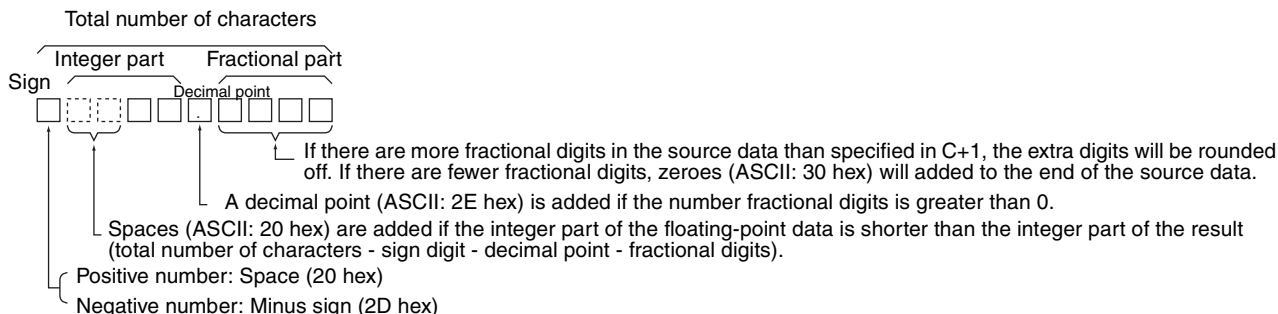 Total number of characters
Integer part
Fractional part
Sign
Decimal point
.
If there are more fractional digits in the source data than specified in C+1, the extra digits will be rounded
off. If there are fewer fractional digits, zeroes (ASCII: 30 hex) will added to the end of the source data.
A decimal point (ASCII: 2E hex) is added if the number fractional digits is greater than 0.
Spaces (ASCII: 20 hex) are added if the integer part of the floating-point data is shorter than the integer part of the result
(total number of characters - sign digit - decimal point - fractional digits).
Positive number: Space (20 hex)
Negative number: Minus sign (2D hex)